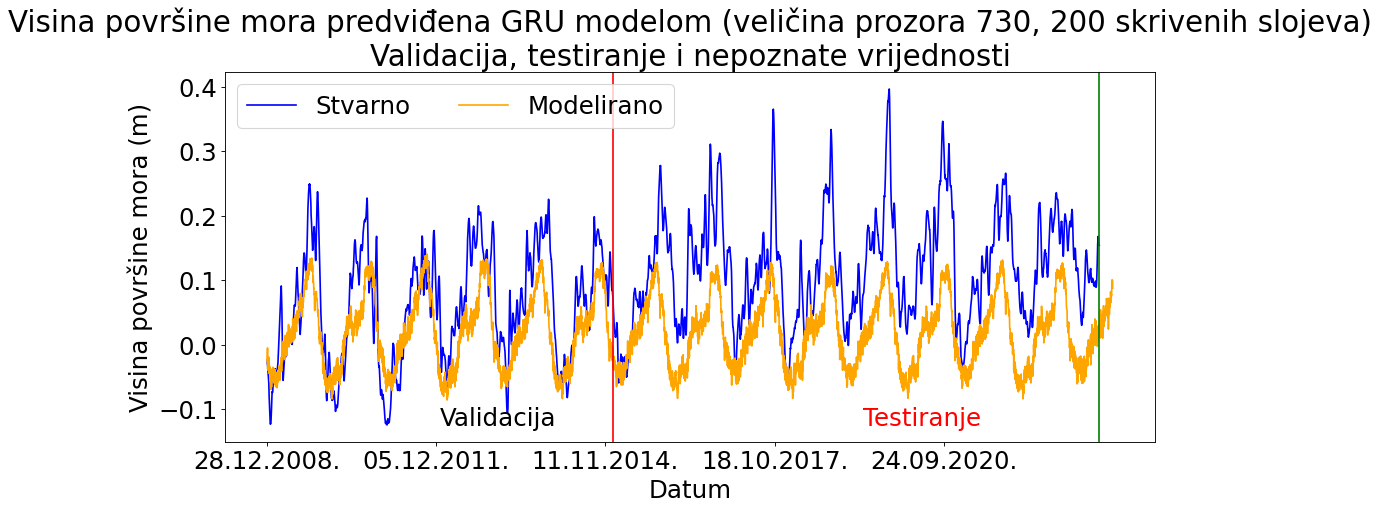 Visina površine mora predviđena GRU modelom (veličina prozora 730, 200 skrivenih slojeva)
Validacija, testiranje i nepoznate vrijednosti
Stvarno Modelirano
Visina površine mora (m)
0.4
0.3
0.2
0.1
0.0
−0.1
Validacija
Testiranje
28.12.2008. 05.12.2011. 11.11.2014. 18.10.2017. 24.09.2020.
Datum